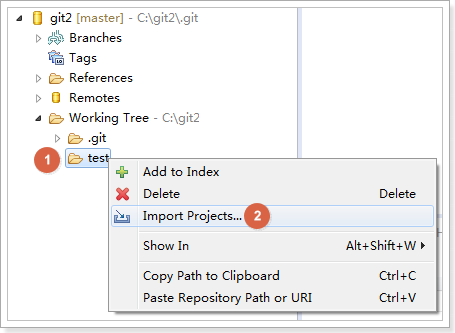 git2 [master] - C:\git2\.git
Branches
Tags
References
Remotes
Working Tree - C:\git2
.git
1 test
Add to Index
Delete Delete
Import Projects... 2
Show In Alt+Shift+W
Copy Path to Clipboard Ctrl+C
Paste Repository Path or URI Ctrl+V